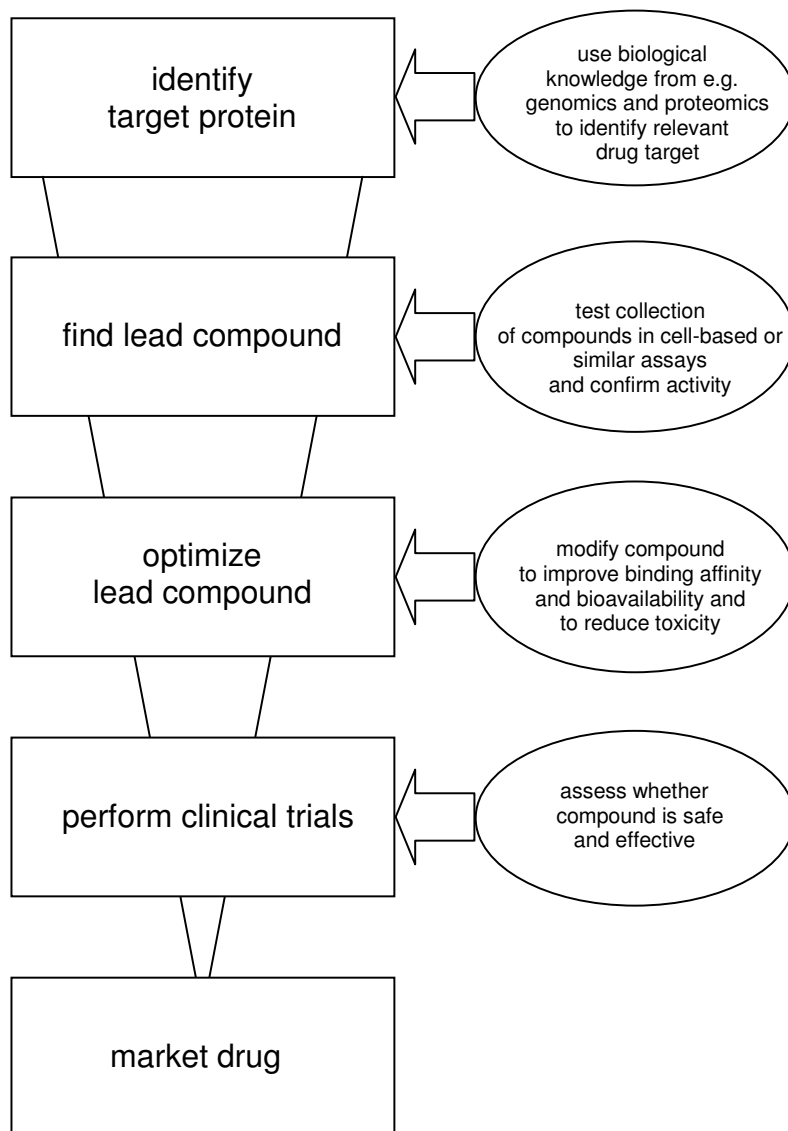 identify
target protein
use biological
knowledge from e.g.
genomics and proteomics
to identify relevant
drug target
find lead compound
test collection
of compounds in cell-based or
similar assays
and confirm activity
optimize
lead compound
modify compound
to improve binding affinity
and bioavailability and
to reduce toxicity
perform clinical trials
assess whether
compound is safe
and effective
market drug